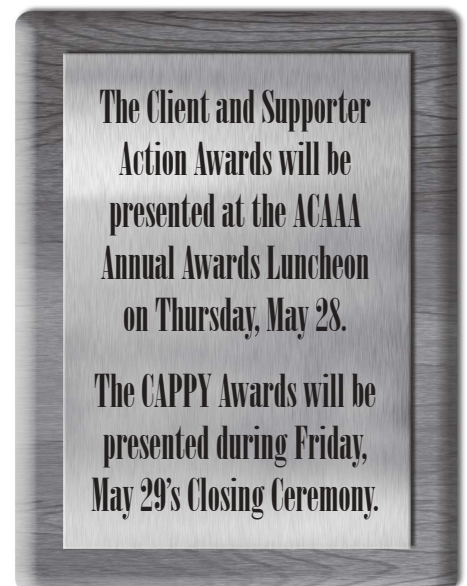 The Client and Supporter
Action Awards will be
presented at the ACAAA
Annual Awards Luncheon
on Thursday, May 28.
The CAPPY Awards will be
presented during Friday,
May 29's Closing Ceremony.